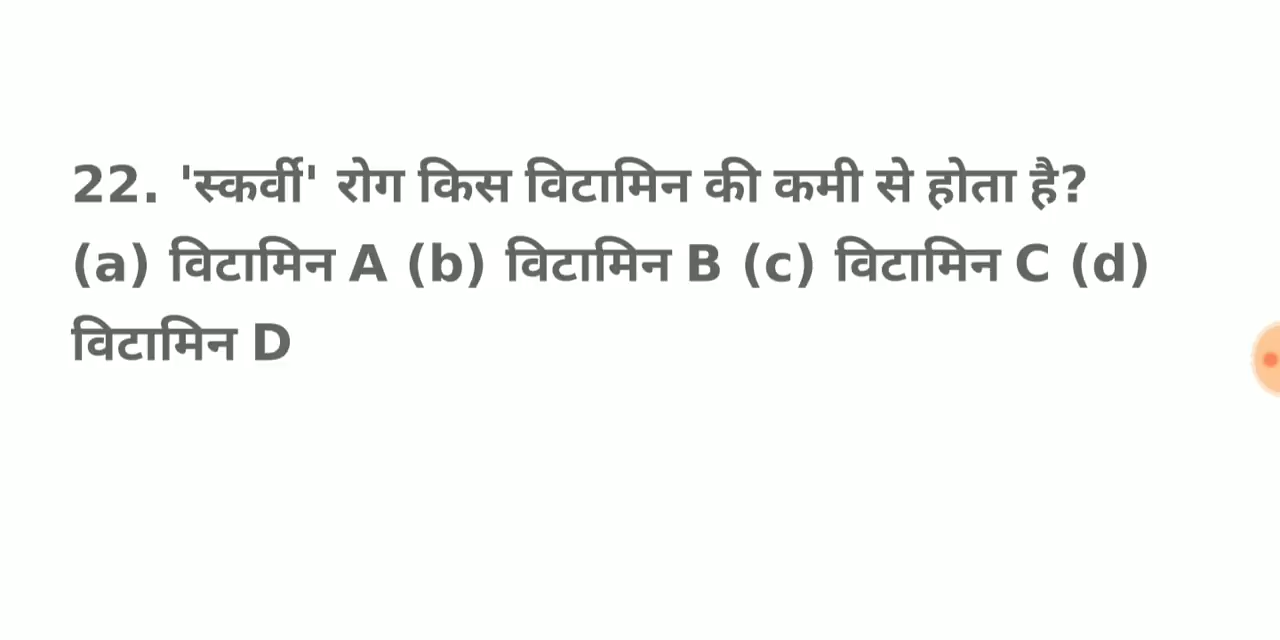 22. 'स्कर्वी' रोग किस विटामिन की कमी से होता है?
(a) विटामिन A (b) विटामिन B (c) विटामिन C (d)
विटामिन D